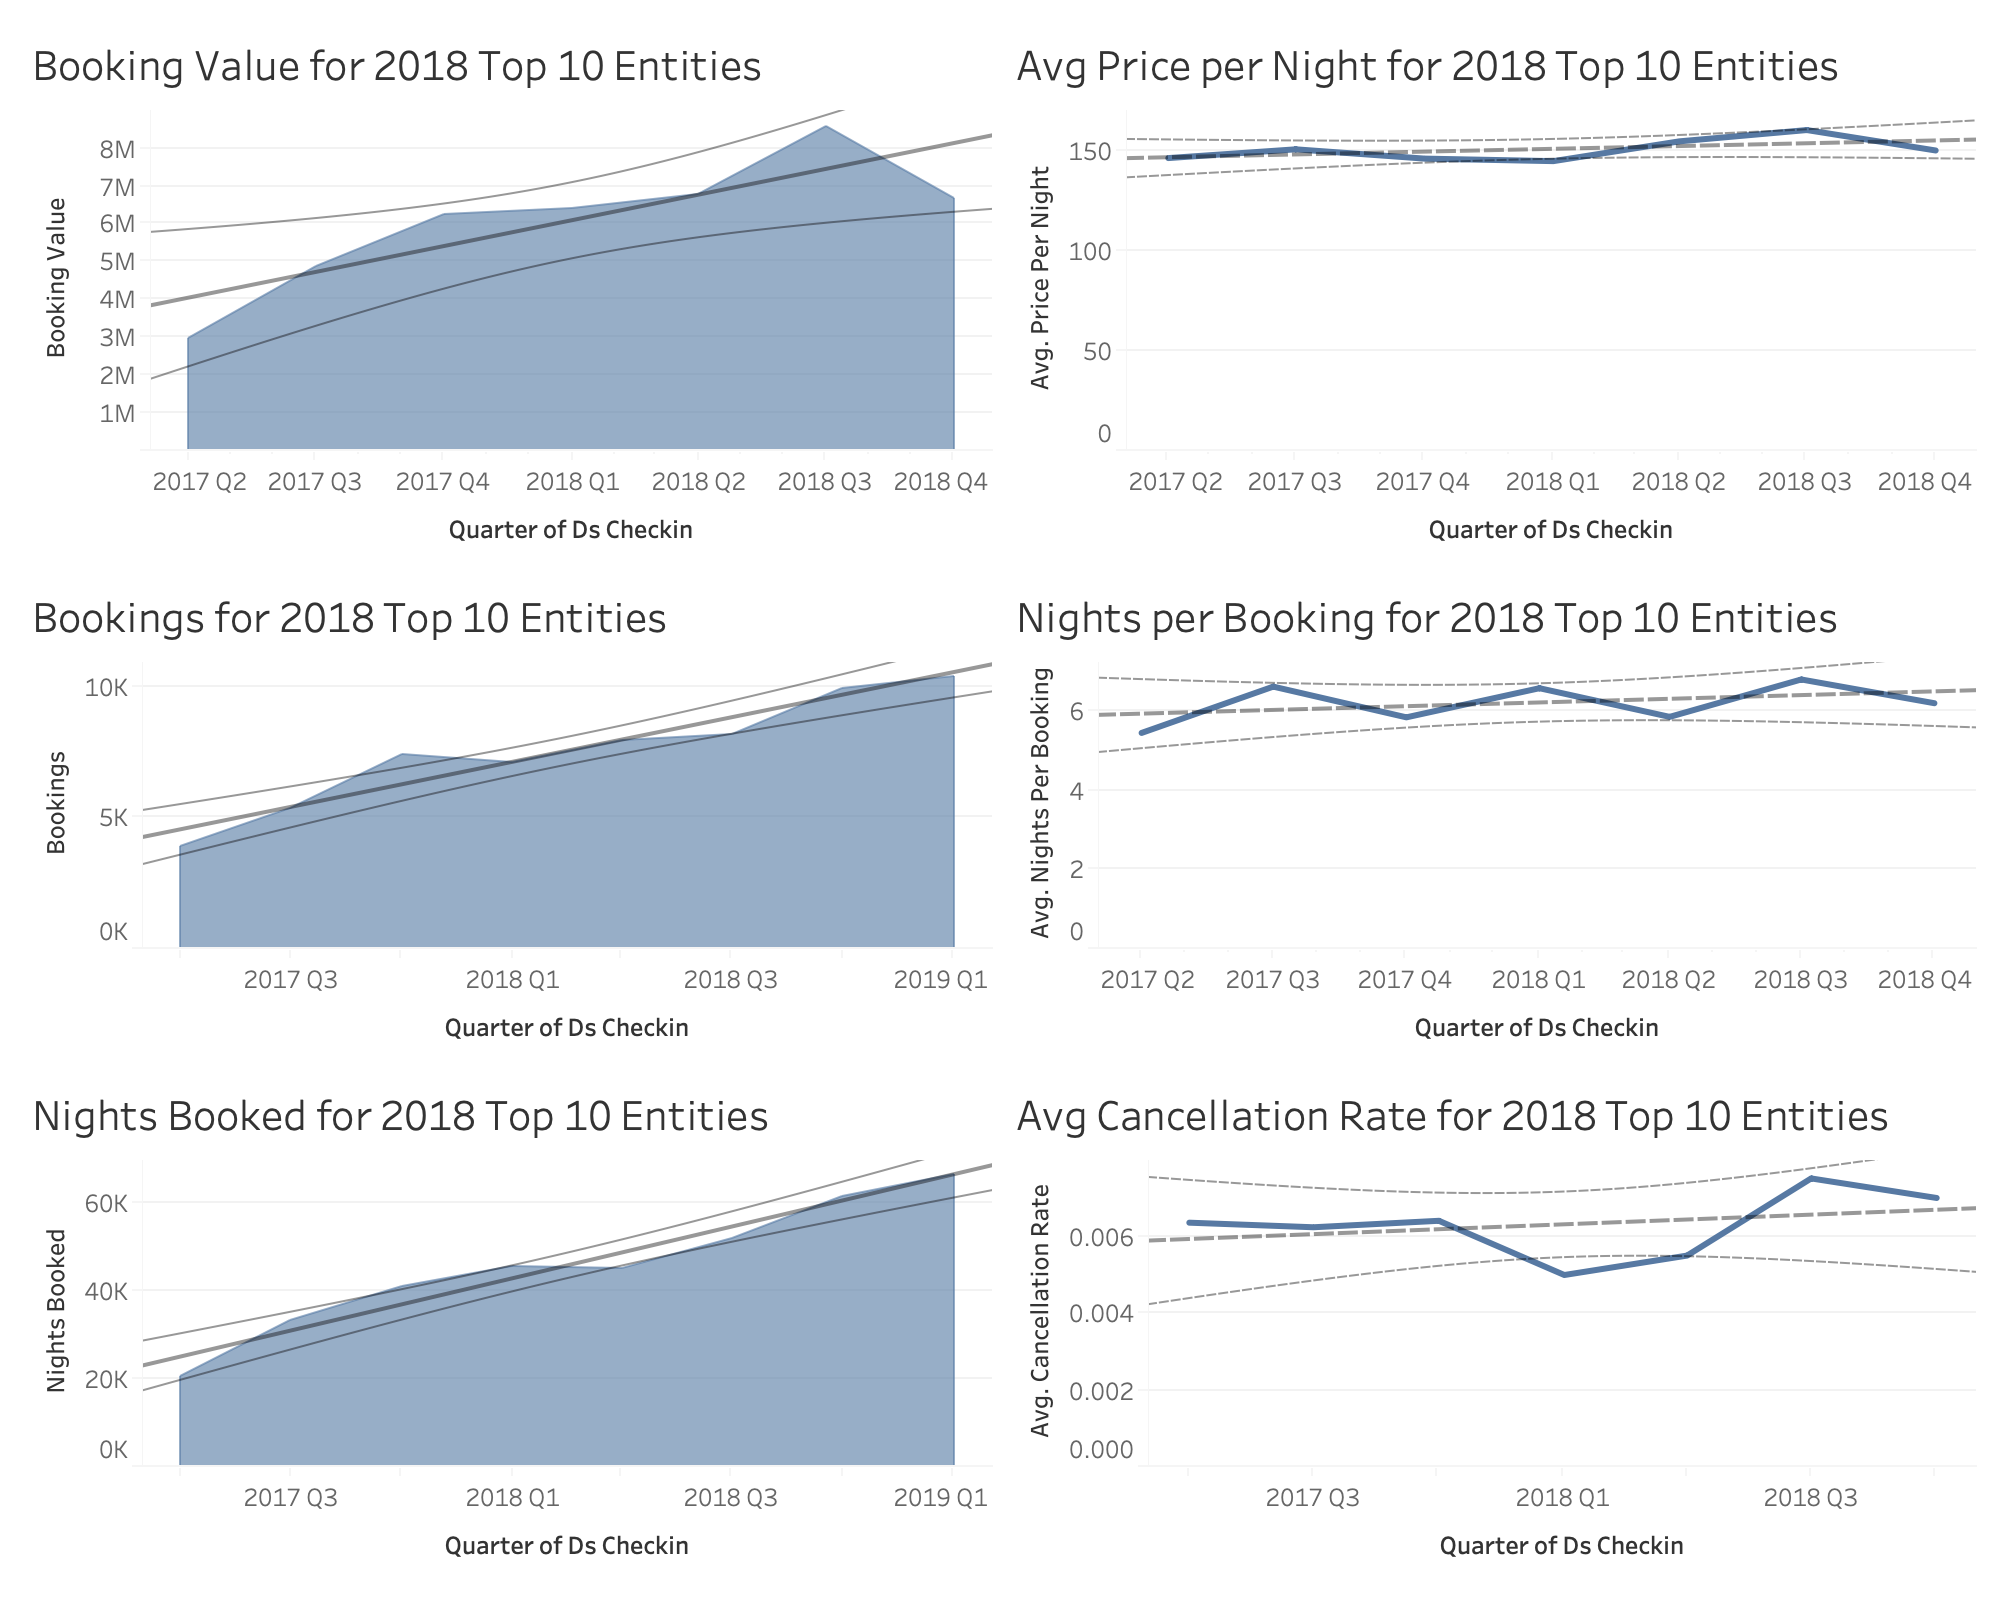 Booking Value for 2018 Top 10 Entities
Booking Value
8M
7M
6M
5M
4M
3M
2M
1M
2017 Q2 2017 Q3 2017 Q4 2018 Q1 2018 Q2 2018 Q3 2018 Q4
Quarter of Ds Checkin
Avg Price per Night for 2018 Top 10 Entities
Avg. Price Per Night
150
100
50
0
2017 Q2 2017 Q3 2017 Q4 2018 Q1 2018 Q2 2018 Q3 2018 Q4
Quarter of Ds Checkin
Bookings for 2018 Top 10 Entities
Bookings
10K
5K
0K
2017 Q3 2018 Q1 2018 Q3 2019 Q1
Quarter of Ds Checkin
Nights per Booking for 2018 Top 10 Entities
Avg. Nights Per Booking
6
4
2
0
2017 Q2 2017 Q3 2017 Q4 2018 Q1 2018 Q2 2018 Q3 2018 Q4
Quarter of Ds Checkin
Nights Booked for 2018 Top 10 Entities
Nights Booked
60K
40K
20K
0K
2017 Q3 2018 Q1 2018 Q3 2019 Q1
Quarter of Ds Checkin
Avg Cancellation Rate for 2018 Top 10 Entities
Avg. Cancellation Rate
0.006
0.004
0.002
0.000
2017 Q3 2018 Q1 2018 Q3
Quarter of Ds Checkin